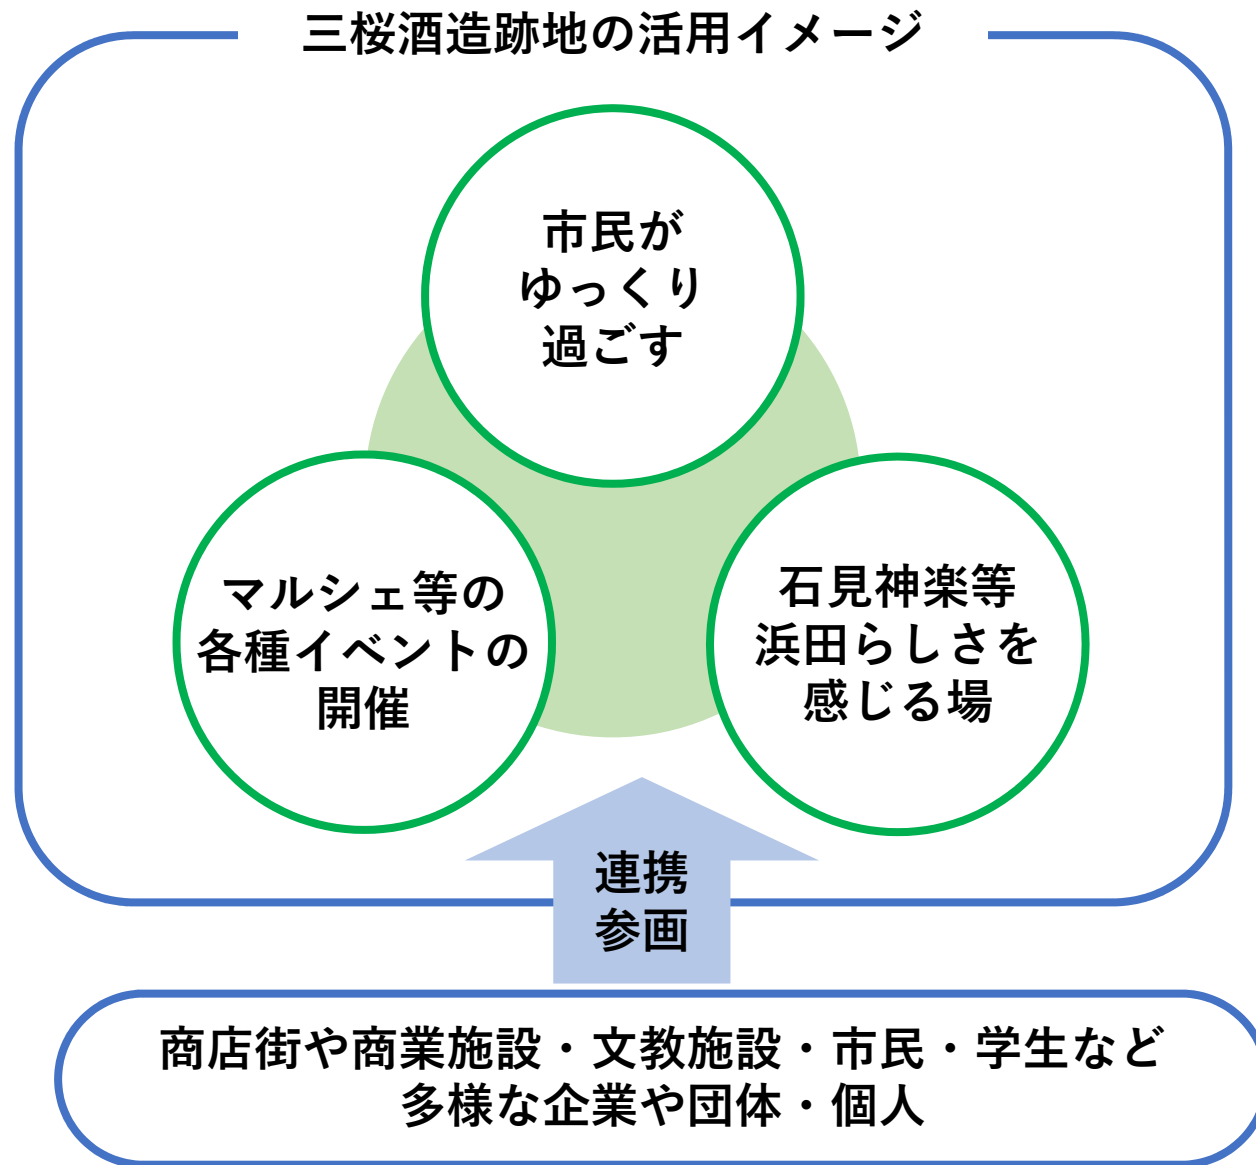 三桜酒造跡地の活用イメージ
市民が
ゆっくり
過ごす
マルシェ等の
各種イベントの
開催
石見神楽等
浜田らしさを
感じる場
連携
参画
商店街や商業施設・文教施設・市民・学生など
多様な企業や団体・個人